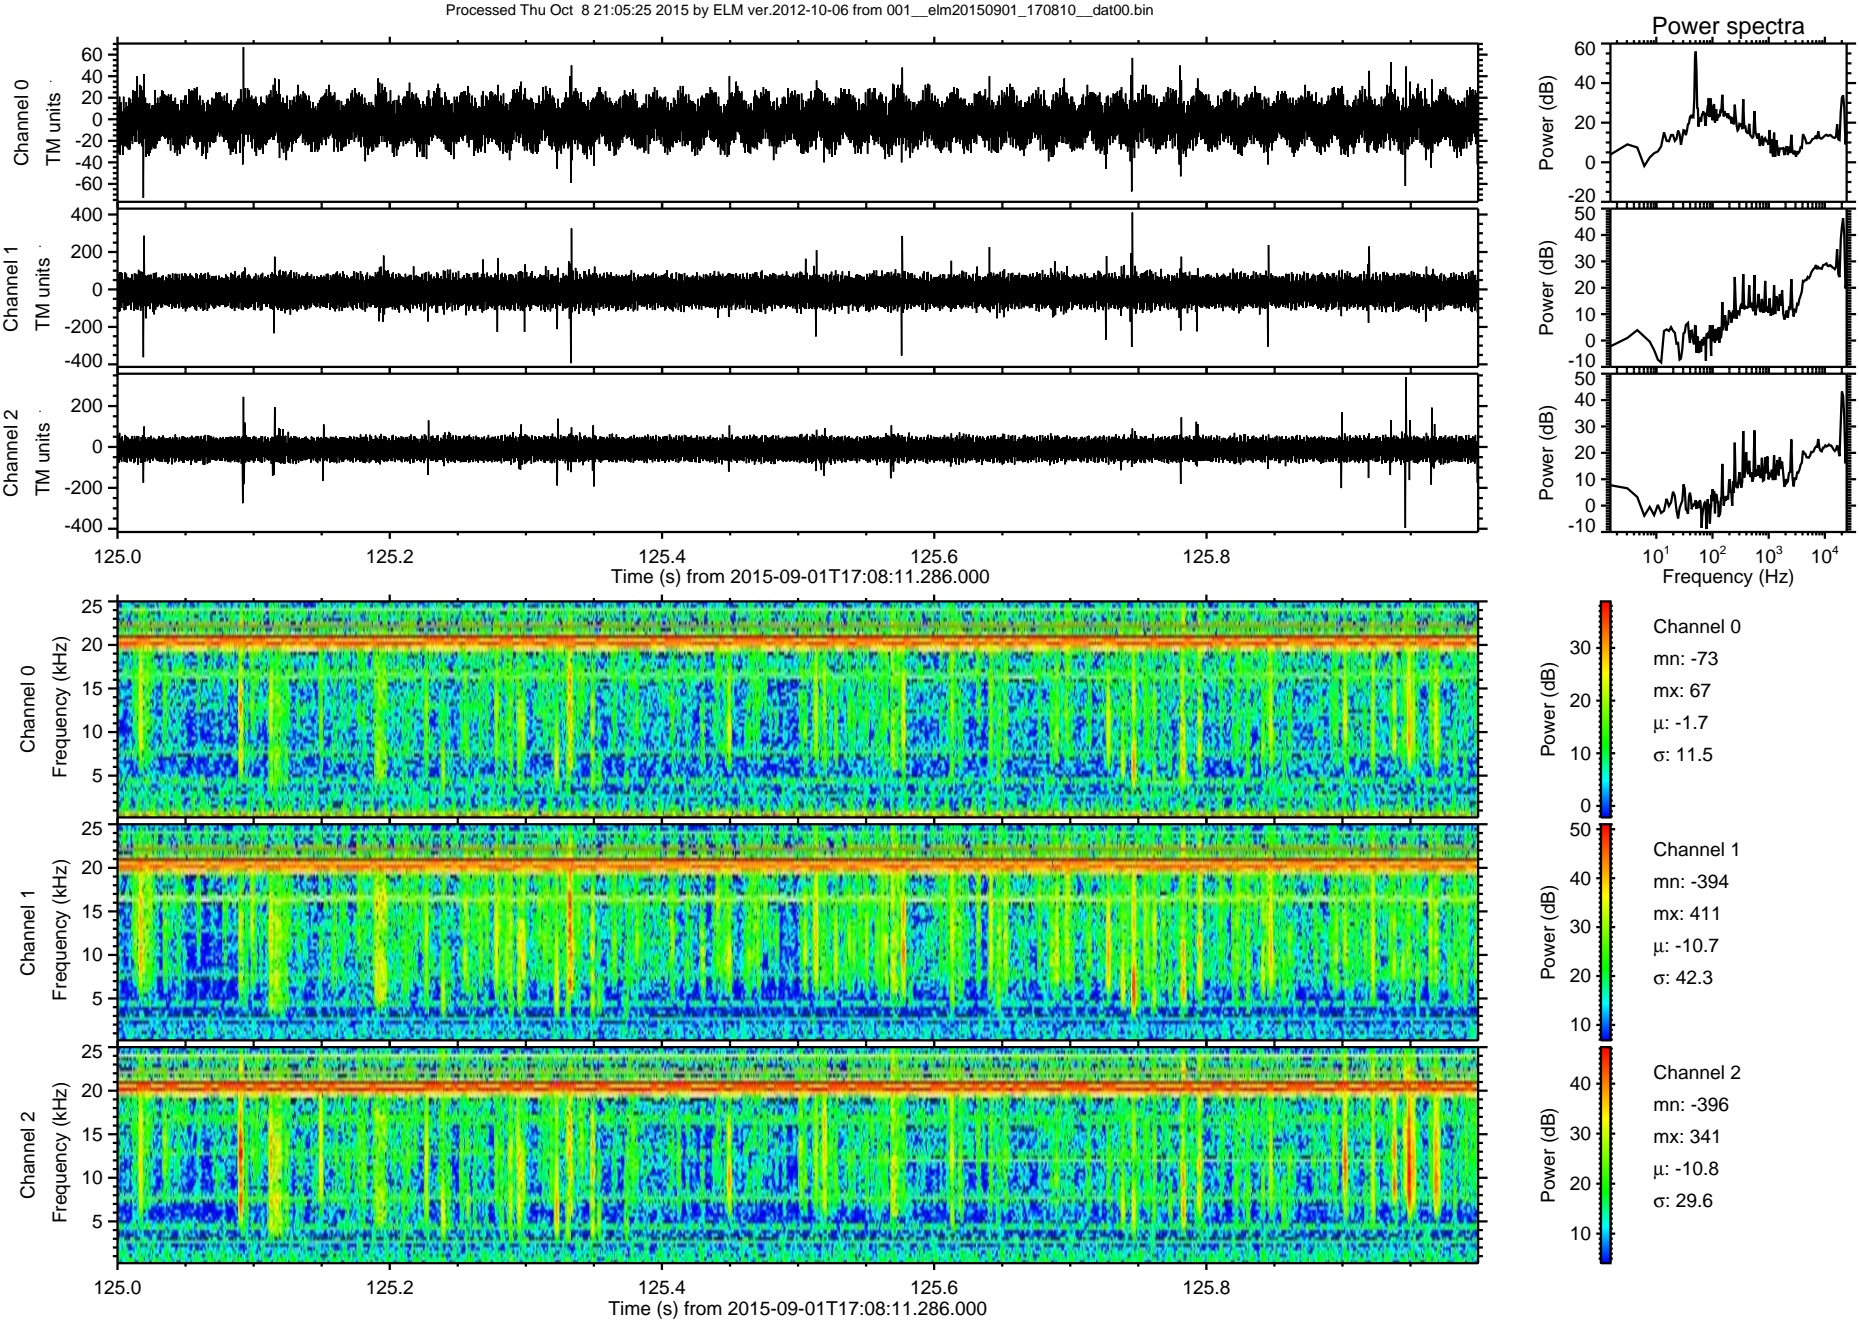 Processed Thu Oct  8 21:05:25 2015 by ELM ver.2012-10-06 from 001__elm20150901_170810__dat00.bin
Power spectra
Channel 0
TM units
60
40
20
0
-20
-40
-60
Power (dB)
60
40
20
0
-20
Channel 1
TM units
400
200
0
-200
-400
Power (dB)
50
40
30
20
10
0
-10
Channel 2
TM units
200
0
-200
-400
Power (dB)
50
40
30
20
10
0
-10
125.0 125.2 125.4 125.6 125.8
Time (s) from 2015-09-01T17:08:11.286.000
10^1 10^2 10^3 10^4
Frequency (Hz)
Channel 0
Frequency (kHz)
25
20
15
10
5
Power (dB)
30
20
10
0
Channel 0
mn: -73
mx: 67
μ: -1.7
σ: 11.5
Channel 1
Frequency (kHz)
25
20
15
10
5
Power (dB)
50
40
30
20
10
Channel 1
mn: -394
mx: 411
μ: -10.7
σ: 42.3
Channel 2
Frequency (kHz)
25
20
15
10
5
Power (dB)
40
30
20
10
Channel 2
mn: -396
mx: 341
μ: -10.8
σ: 29.6
125.0 125.2 125.4 125.6 125.8
Time (s) from 2015-09-01T17:08:11.286.000